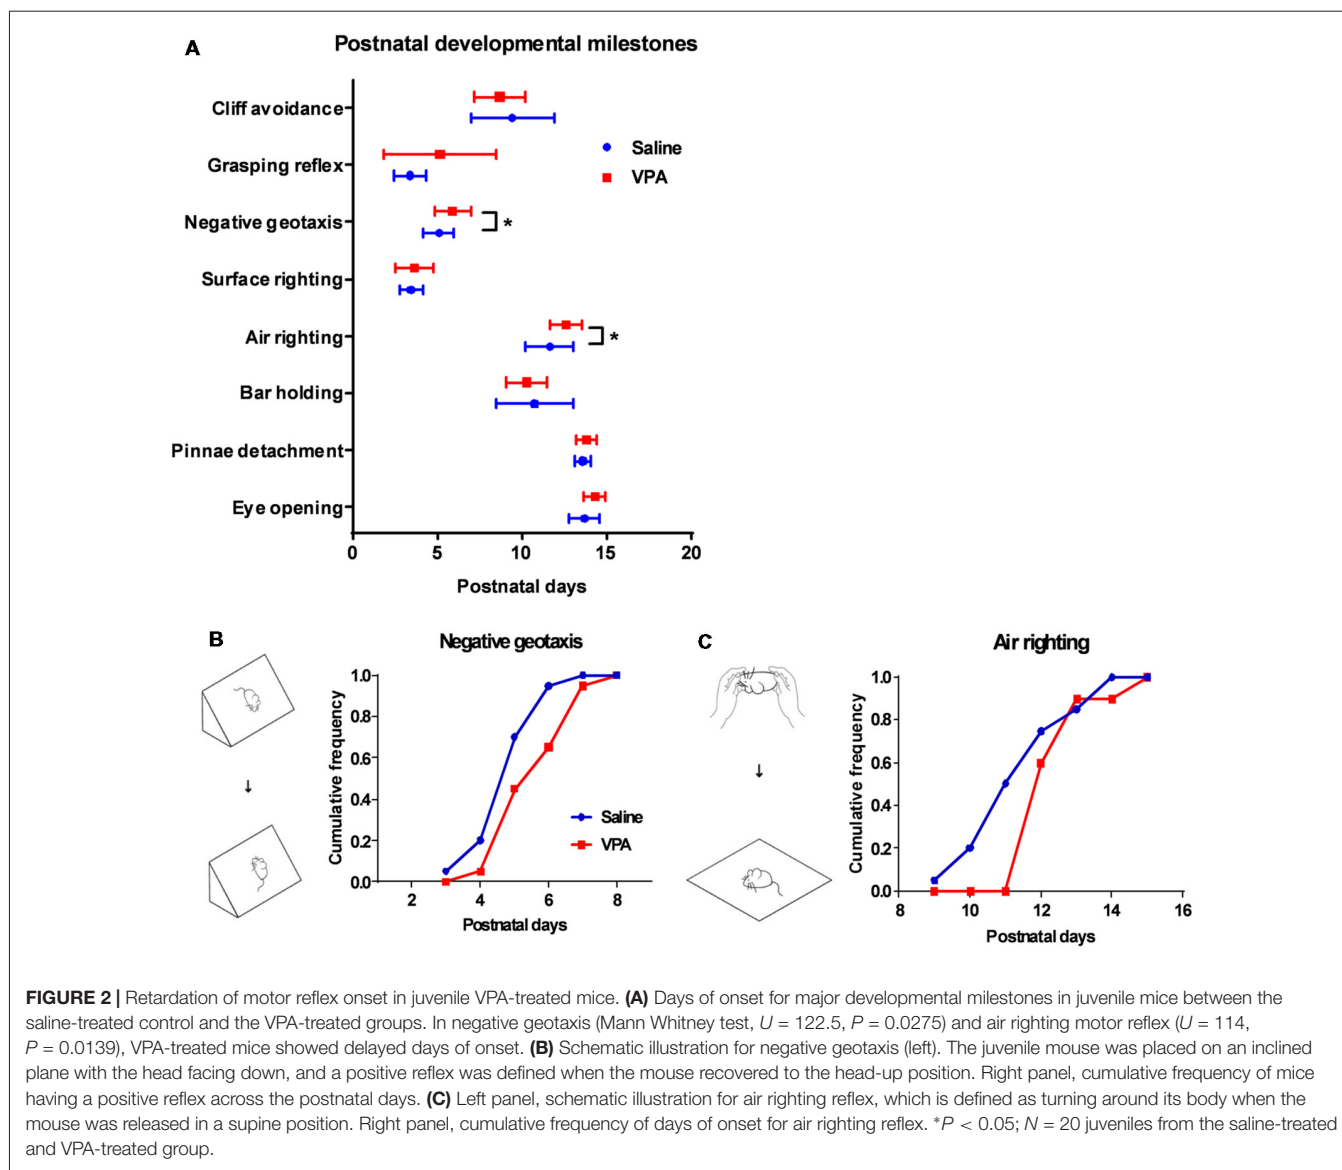 A
Postnatal developmental milestones
Cliff avoidance
Grasping reflex
Negative geotaxis
Surface righting
Air righting
Bar holding
Pinnae detachment
Eye opening
Saline
VPA
*
*
0 5 10 15 20
Postnatal days
B
Negative geotaxis
Cumulative frequency
1.0
0.8
0.6
0.4
0.2
0.0
2 4 6 8
Postnatal days
Saline
VPA
C
Air righting
Cumulative frequency
1.0
0.8
0.6
0.4
0.2
0.0
8 10 12 14 16
Postnatal days
FIGURE 2 | Retardation of motor reflex onset in juvenile VPA-treated mice. (A) Days of onset for major developmental milestones in juvenile mice between the
saline-treated control and the VPA-treated groups. In negative geotaxis (Mann Whitney test, U = 122.5, P = 0.0275) and air righting motor reflex (U = 114,
P = 0.0139), VPA-treated mice showed delayed days of onset. (B) Schematic illustration for negative geotaxis (left). The juvenile mouse was placed on an inclined
plane with the head facing down, and a positive reflex was defined when the mouse recovered to the head-up position. Right panel, cumulative frequency of mice
having a positive reflex across the postnatal days. (C) Left panel, schematic illustration for air righting reflex, which is defined as turning around its body when the
mouse was released in a supine position. Right panel, cumulative frequency of days of onset for air righting reflex. *P < 0.05; N = 20 juveniles from the saline-treated
and VPA-treated group.